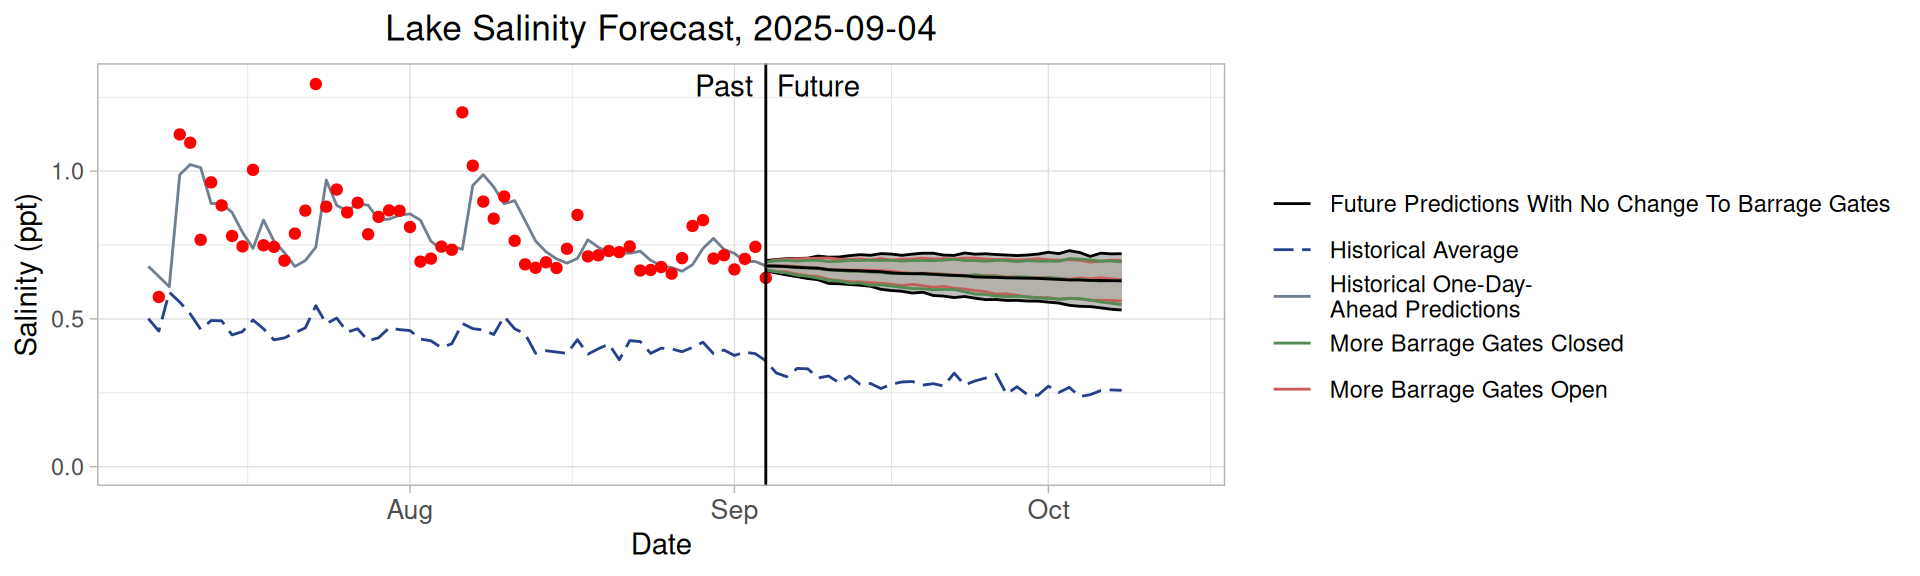 Lake Salinity Forecast, 2025-09-04
Past
Future
1.0
0.5
0.0
Salinity (ppt)
Aug
Sep
Oct
Date
Future Predictions With No Change To Barrage Gates
Historical Average
Historical One-Day-
Ahead Predictions
More Barrage Gates Closed
More Barrage Gates Open